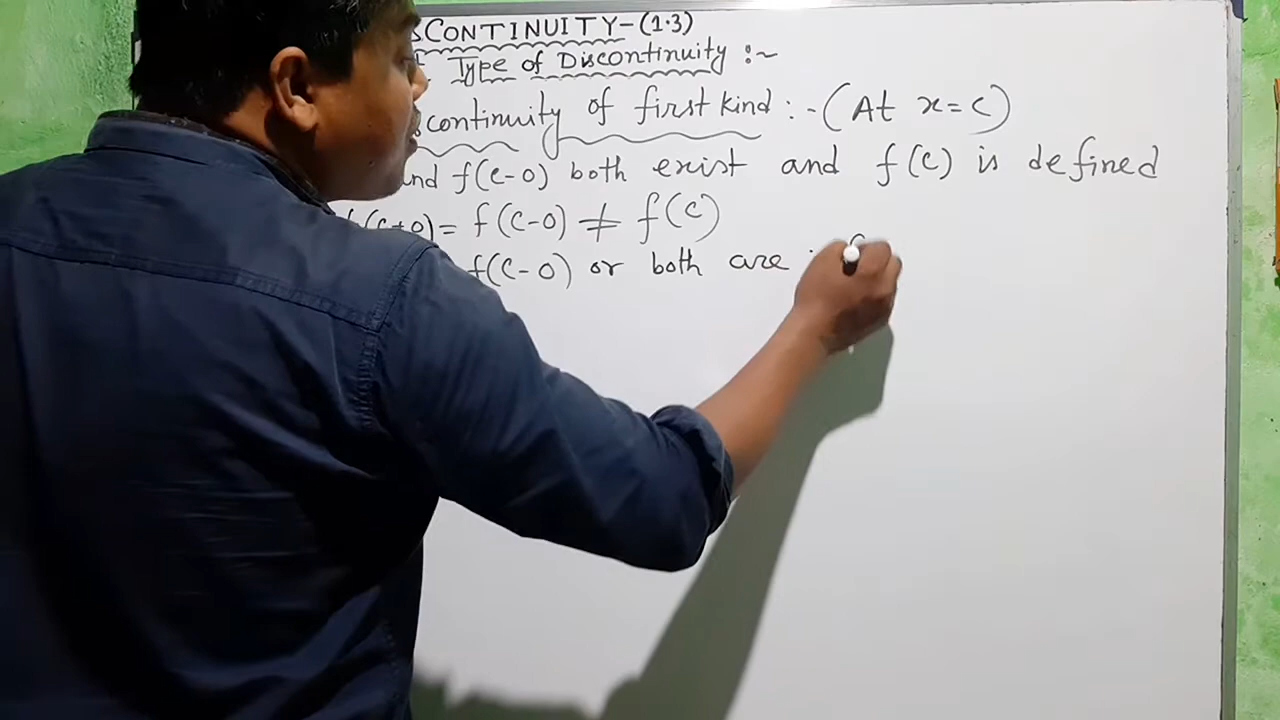 SCONTINUITY-(1.3)
Type of Discontinuity :~
continuity of first kind :- (At x=c)
and f(c-0) both exist and f(c) is defined
f(c+0) = f(c-0) ≠ f(c)
f(c-0) or both are